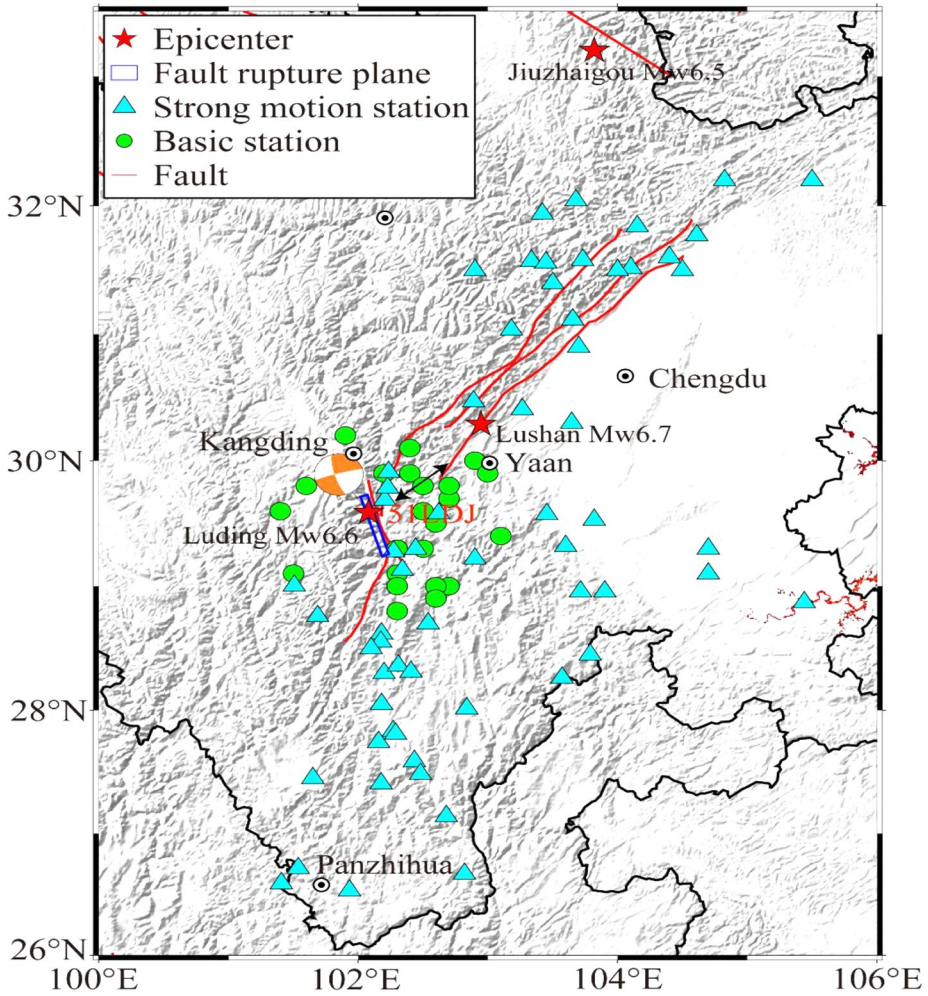 Epicenter
Fault rupture plane
Strong motion station
Basic station
Fault
Jiuzhaigou Mw6.5
32°N
Chengdu
Kangding
Lushan Mw6.7
30°N
Yaan
51LDJ
Luding Mw6.6
28°N
Panzhihua
26°N
100°E
102°E
104°E
106°E